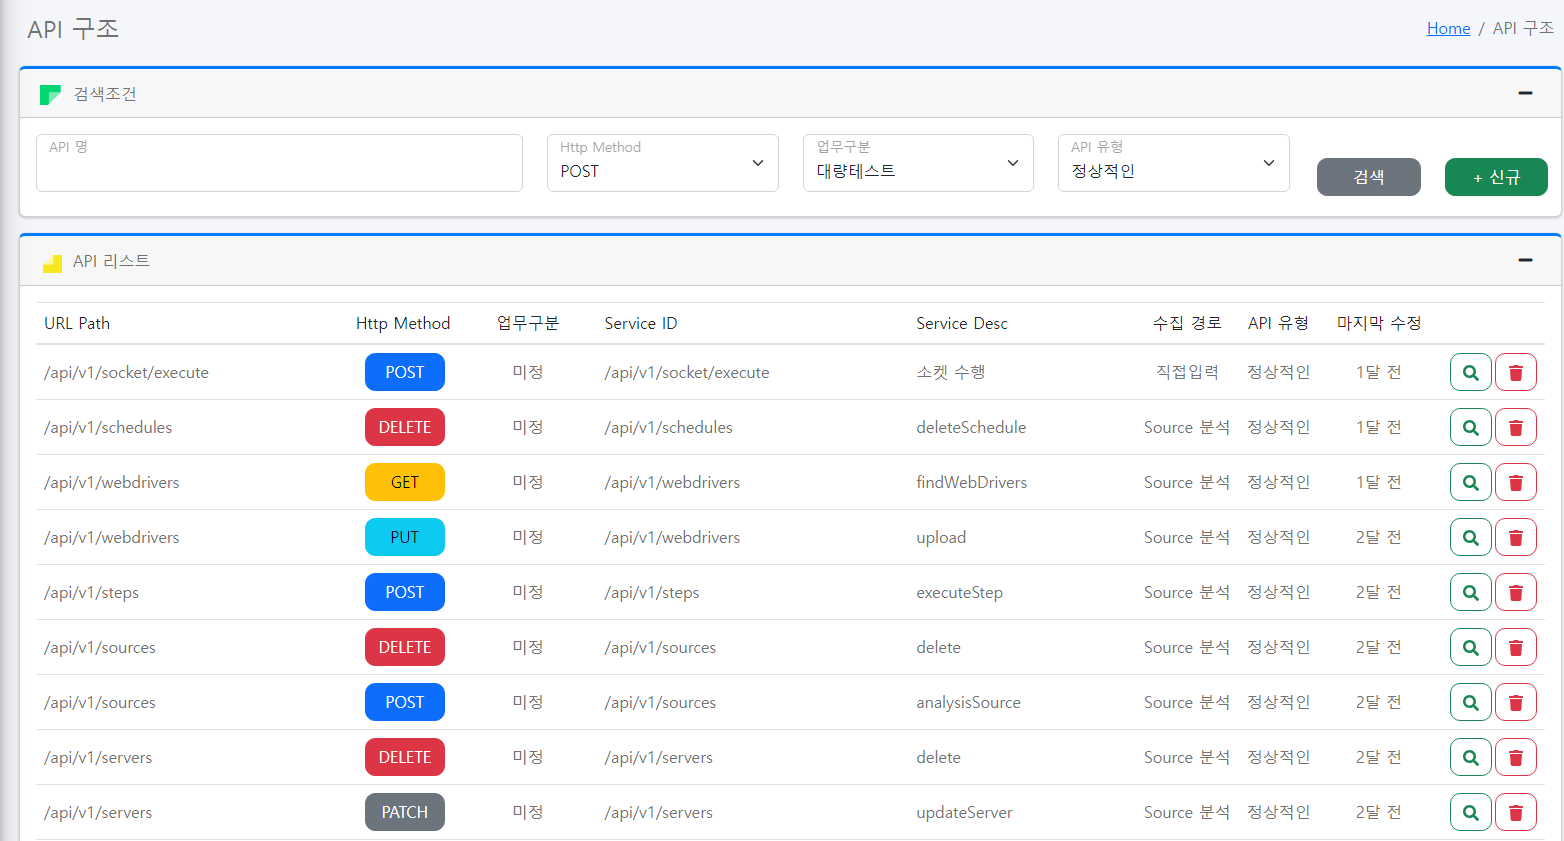 API 구조
Home / API 구조
검색조건
API 명
Http Method
POST
업무구분
대량테스트
API 유형
정상적인
검색
+ 신규
API 리스트
URL Path Http Method 업무구분 Service ID Service Desc 수집 경로 API 유형 마지막 수정
/api/v1/socket/execute POST 미정 /api/v1/socket/execute 소켓 수행 직접입력 정상적인 1달 전
/api/v1/schedules DELETE 미정 /api/v1/schedules deleteSchedule Source 분석 정상적인 1달 전
/api/v1/webdrivers GET 미정 /api/v1/webdrivers findWebDrivers Source 분석 정상적인 1달 전
/api/v1/webdrivers PUT 미정 /api/v1/webdrivers upload Source 분석 정상적인 2달 전
/api/v1/steps POST 미정 /api/v1/steps executeStep Source 분석 정상적인 2달 전
/api/v1/sources DELETE 미정 /api/v1/sources delete Source 분석 정상적인 2달 전
/api/v1/sources POST 미정 /api/v1/sources analysisSource Source 분석 정상적인 2달 전
/api/v1/servers DELETE 미정 /api/v1/servers delete Source 분석 정상적인 2달 전
/api/v1/servers PATCH 미정 /api/v1/servers updateServer Source 분석 정상적인 2달 전